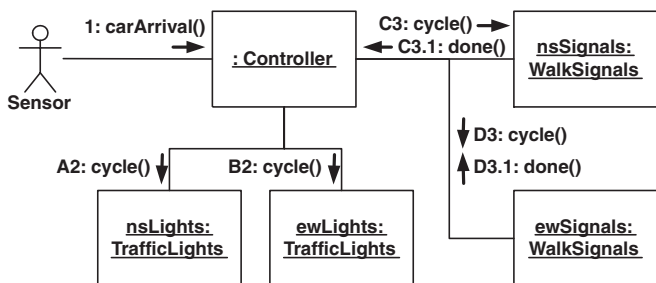 1: carArrival()
C3: cycle()
C3.1: done()
: Controller
nsSignals:
WalkSignals
Sensor
D3: cycle()
D3.1: done()
A2: cycle()
B2: cycle()
nsLights:
TrafficLights
ewLights:
TrafficLights
ewSignals:
WalkSignals